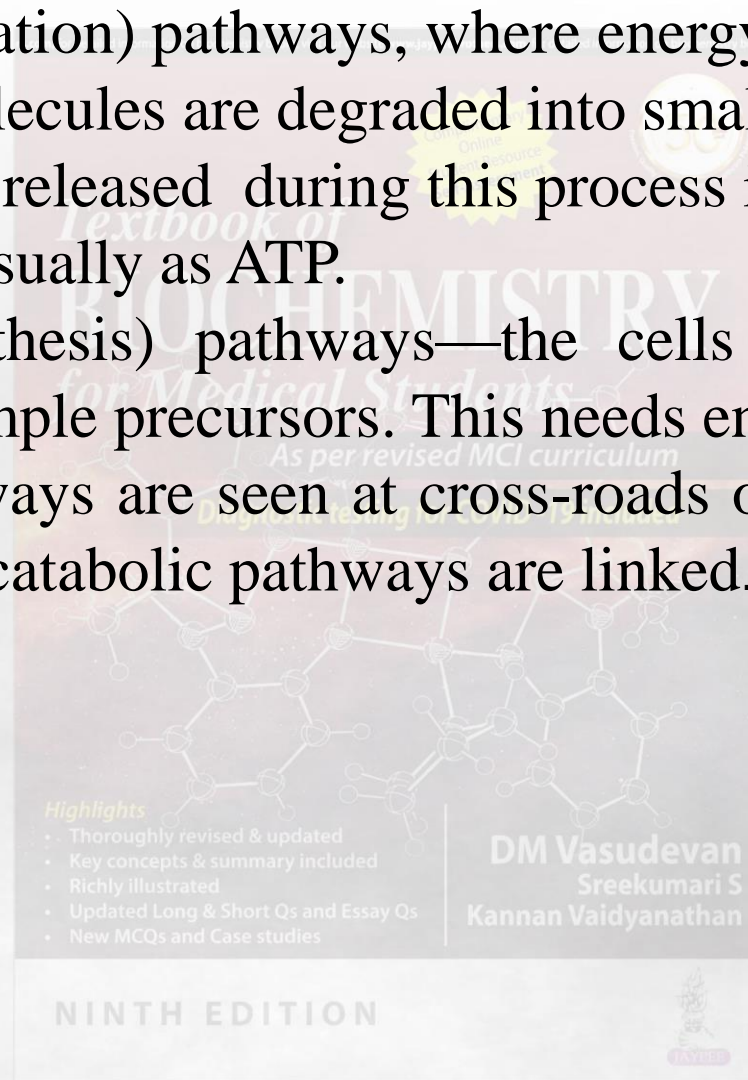 ation) pathways, where energy
lecules are degraded into smal
released during this process i
sually as ATP.
thesis) pathways—the cells
mple precursors. This needs en
ways are seen at cross-roads o
catabolic pathways are linked.
Online
Textbook of
BIOCHEMISTRY
for Medical Students
As per revised MCI curriculum
Diagnostic testing for COVID-19 included
Highlights
• Thoroughly revised & updated
• Key concepts & summary included
• Richly illustrated
• Updated Long & Short Qs and Essay Qs
• New MCQs and Case studies
DM Vasudevan
Sreekumari S
Kannan Vaidyanathan
NINTH EDITION
JAYPEE